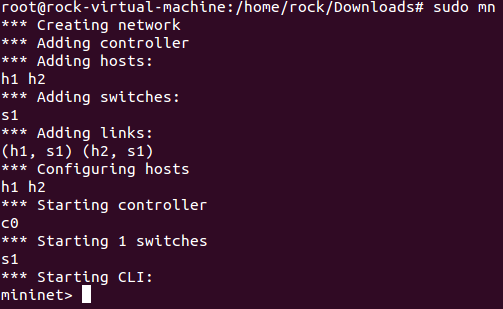 root@rock-virtual-machine:/home/rock/Downloads# sudo mn
*** Creating network
*** Adding controller
*** Adding hosts:
h1 h2
*** Adding switches:
s1
*** Adding links:
(h1, s1) (h2, s1)
*** Configuring hosts
h1 h2
*** Starting controller
c0
*** Starting 1 switches
s1
*** Starting CLI:
mininet>